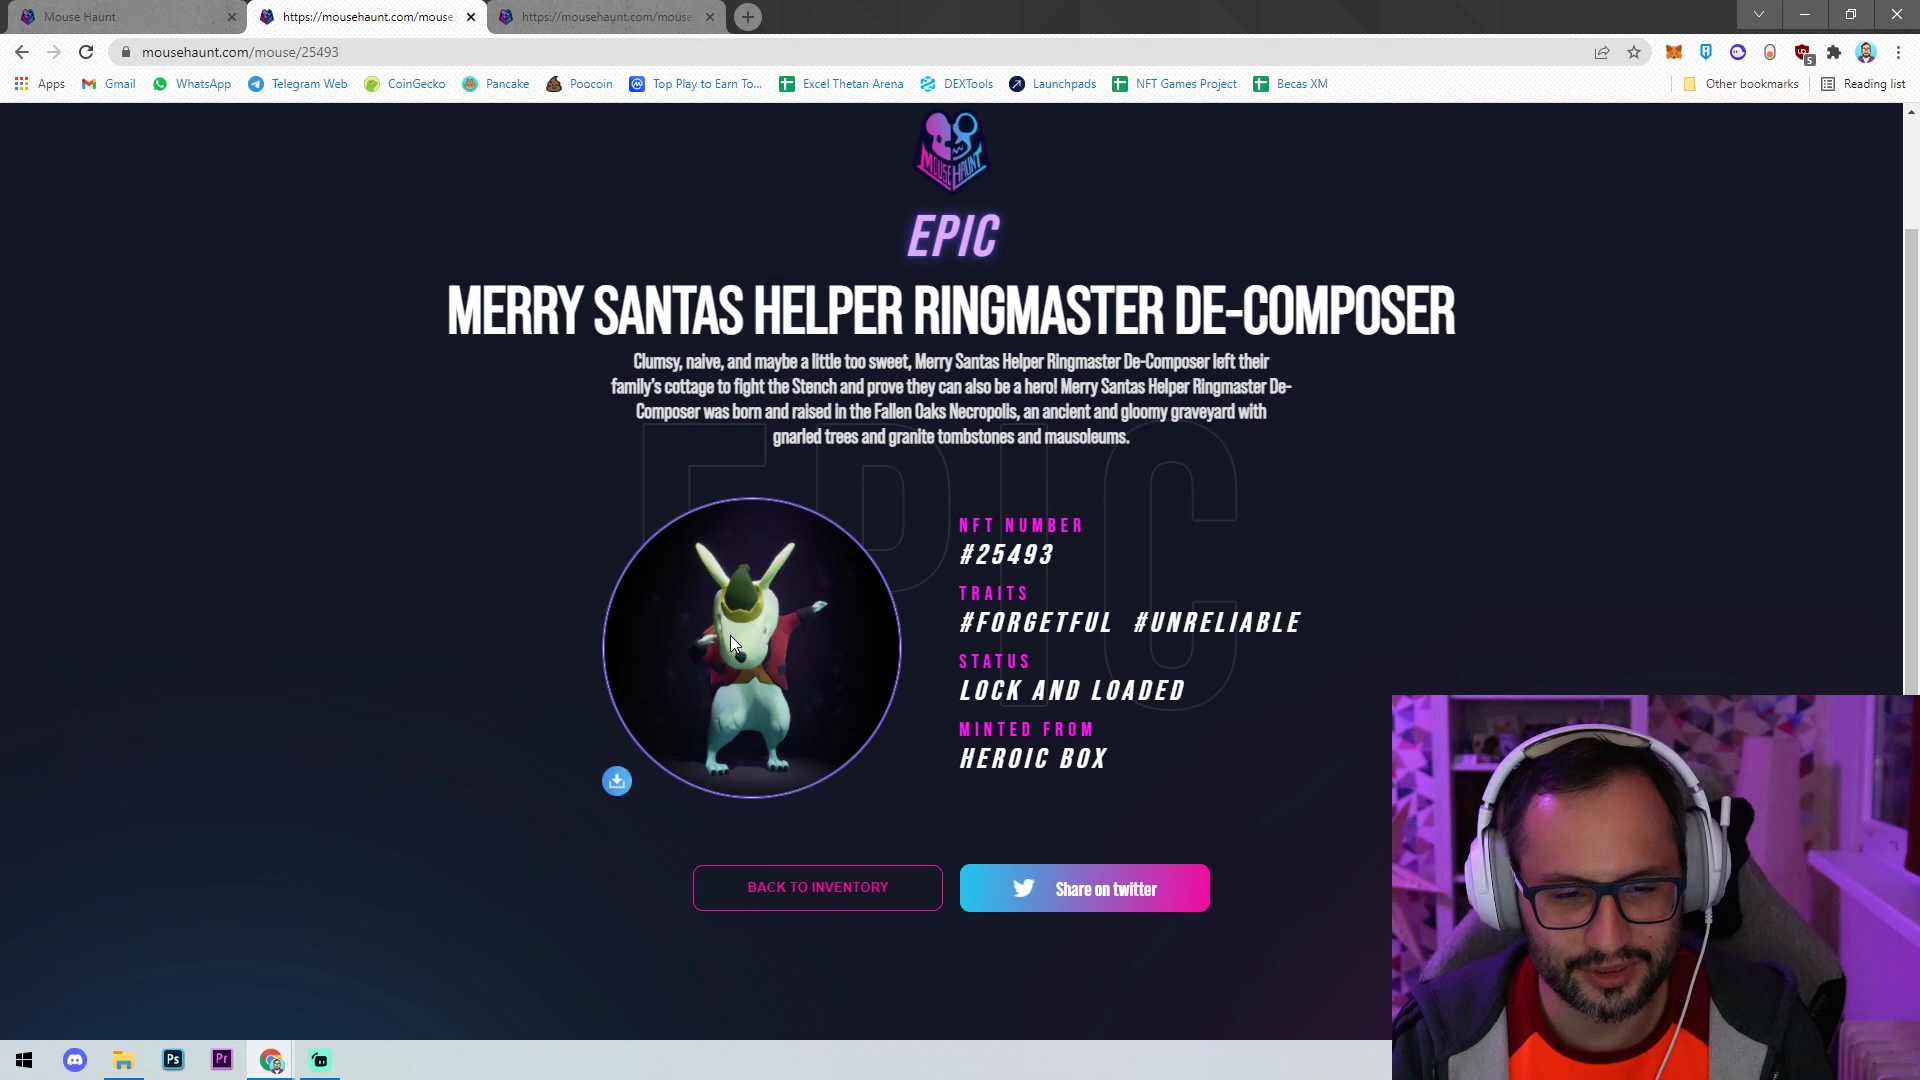 Mouse Haunt
https://mousehaunt.com/mouse/
https://mousehaunt.com/mouse
mousehaunt.com/mouse/25493
5
Apps
Gmail
WhatsApp
Telegram Web
CoinGecko
Pancake
Poocoin
Top Play to Earn To...
Excel Thetan Arena
DEXTools
Launchpads
NFT Games Project
Becas XM
Other bookmarks
Reading list
MOUSE HAUNT
EPIC
MERRY SANTAS HELPER RINGMASTER DE-COMPOSER
Clumsy, naive, and maybe a little too sweet, Merry Santas Helper Ringmaster De-Composer left their
family's cottage to fight the Stench and prove they can also be a hero! Merry Santas Helper Ringmaster De-
Composer was born and raised in the Fallen Oaks Necropolis, an ancient and gloomy graveyard with
gnarled trees and granite tombstones and mausoleums.
EPIC
NFT NUMBER
#25493
TRAITS
#FORGETFUL #UNRELIABLE
STATUS
LOCK AND LOADED
MINTED FROM
HEROIC BOX
BACK TO INVENTORY
Share on twitter
Ps
Pr